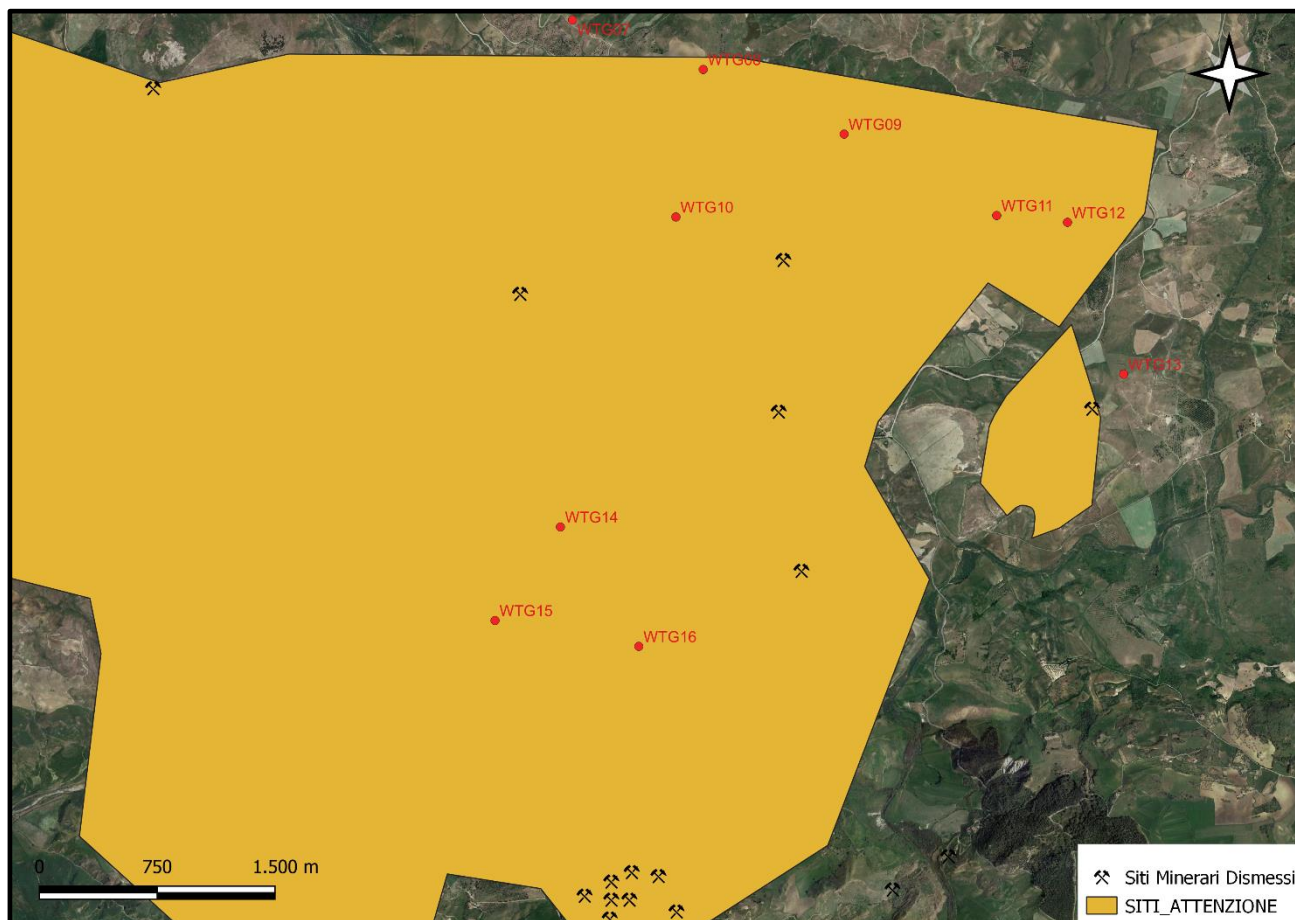 WTG07
WTG08
WTG09
WTG10
WTG11
WTG12
WTG13
WTG14
WTG15
WTG16
0 750 1.500 m
Siti Minerari Dismessi
SITI_ATTENZIONE